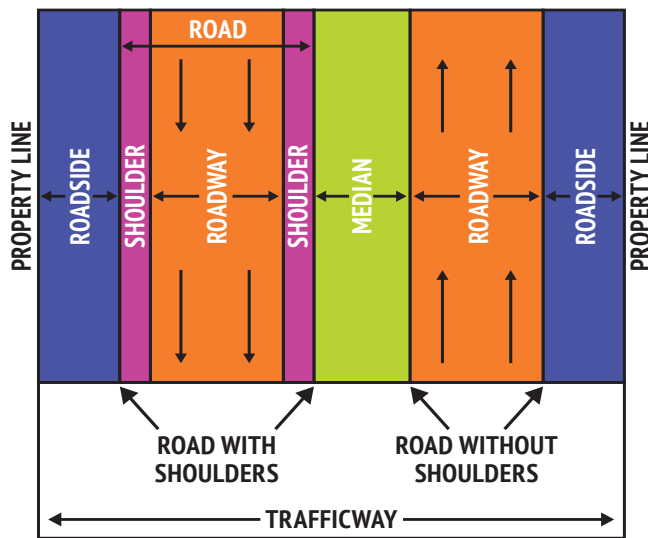 ROAD
PROPERTY LINE
ROADSIDE
SHOULDER
ROADWAY
SHOULDER
MEDIAN
ROADWAY
ROADSIDE
PROPERTY LINE
ROAD WITH
SHOULDERS
ROAD WITHOUT
SHOULDERS
TRAFFICWAY